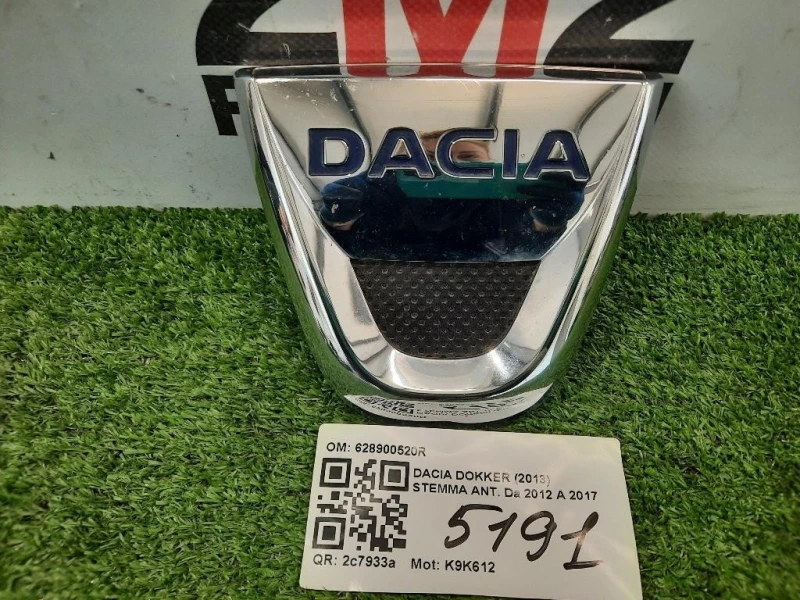 DACIA
OM: 628900520R
DACIA DOKKER (2013)
STEMMA ANT. Da 2012 A 2017
5191
QR: 2c7933a Mot: K9K612